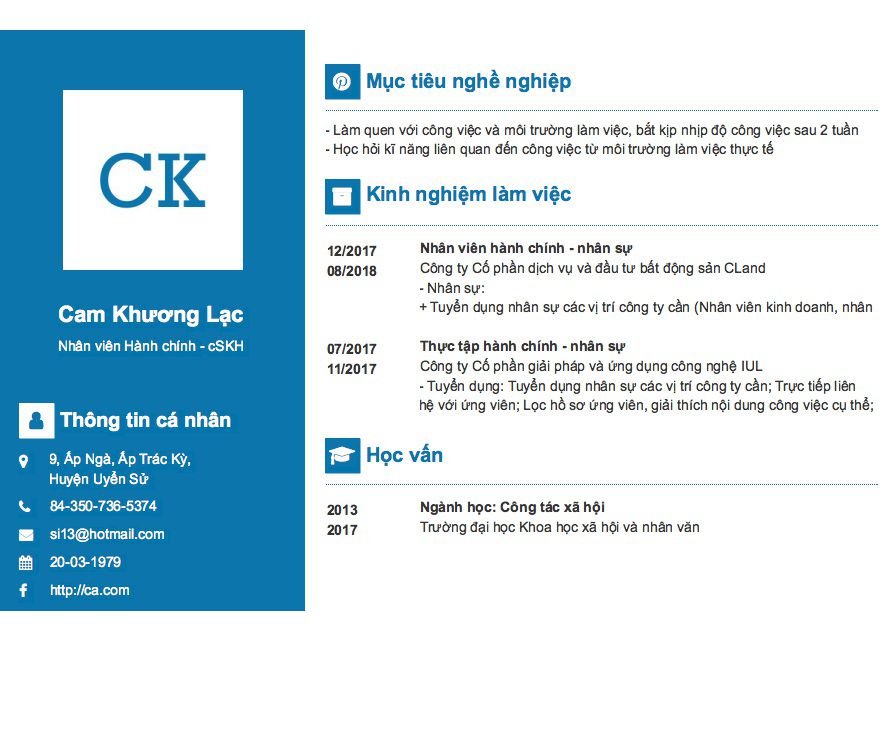 CK
Cam Khương Lạc
Nhân viên Hành chính - cSKH
Thông tin cá nhân
9, Ấp Ngà, Ấp Trác Kỳ,
Huyện Uyển Sử
84-350-736-5374
si13@hotmail.com
20-03-1979
http://ca.com
Mục tiêu nghề nghiệp
- Làm quen với công việc và môi trường làm việc, bắt kịp nhịp độ công việc sau 2 tuần
- Học hỏi kĩ năng liên quan đến công việc từ môi trường làm việc thực tế
Kinh nghiệm làm việc
12/2017
08/2018
Nhân viên hành chính - nhân sự
Công ty Cổ phần dịch vụ và đầu tư bất động sản CLand
- Nhân sự:
+ Tuyển dụng nhân sự các vị trí công ty cần (Nhân viên kinh doanh, nhân
07/2017
11/2017
Thực tập hành chính - nhân sự
Công ty Cổ phần giải pháp và ứng dụng công nghệ IUL
- Tuyển dụng: Tuyển dụng nhân sự các vị trí công ty cần; Trực tiếp liên
hệ với ứng viên; Lọc hồ sơ ứng viên, giải thích nội dung công việc cụ thể;
Học vấn
2013
2017
Ngành học: Công tác xã hội
Trường đại học Khoa học xã hội và nhân văn